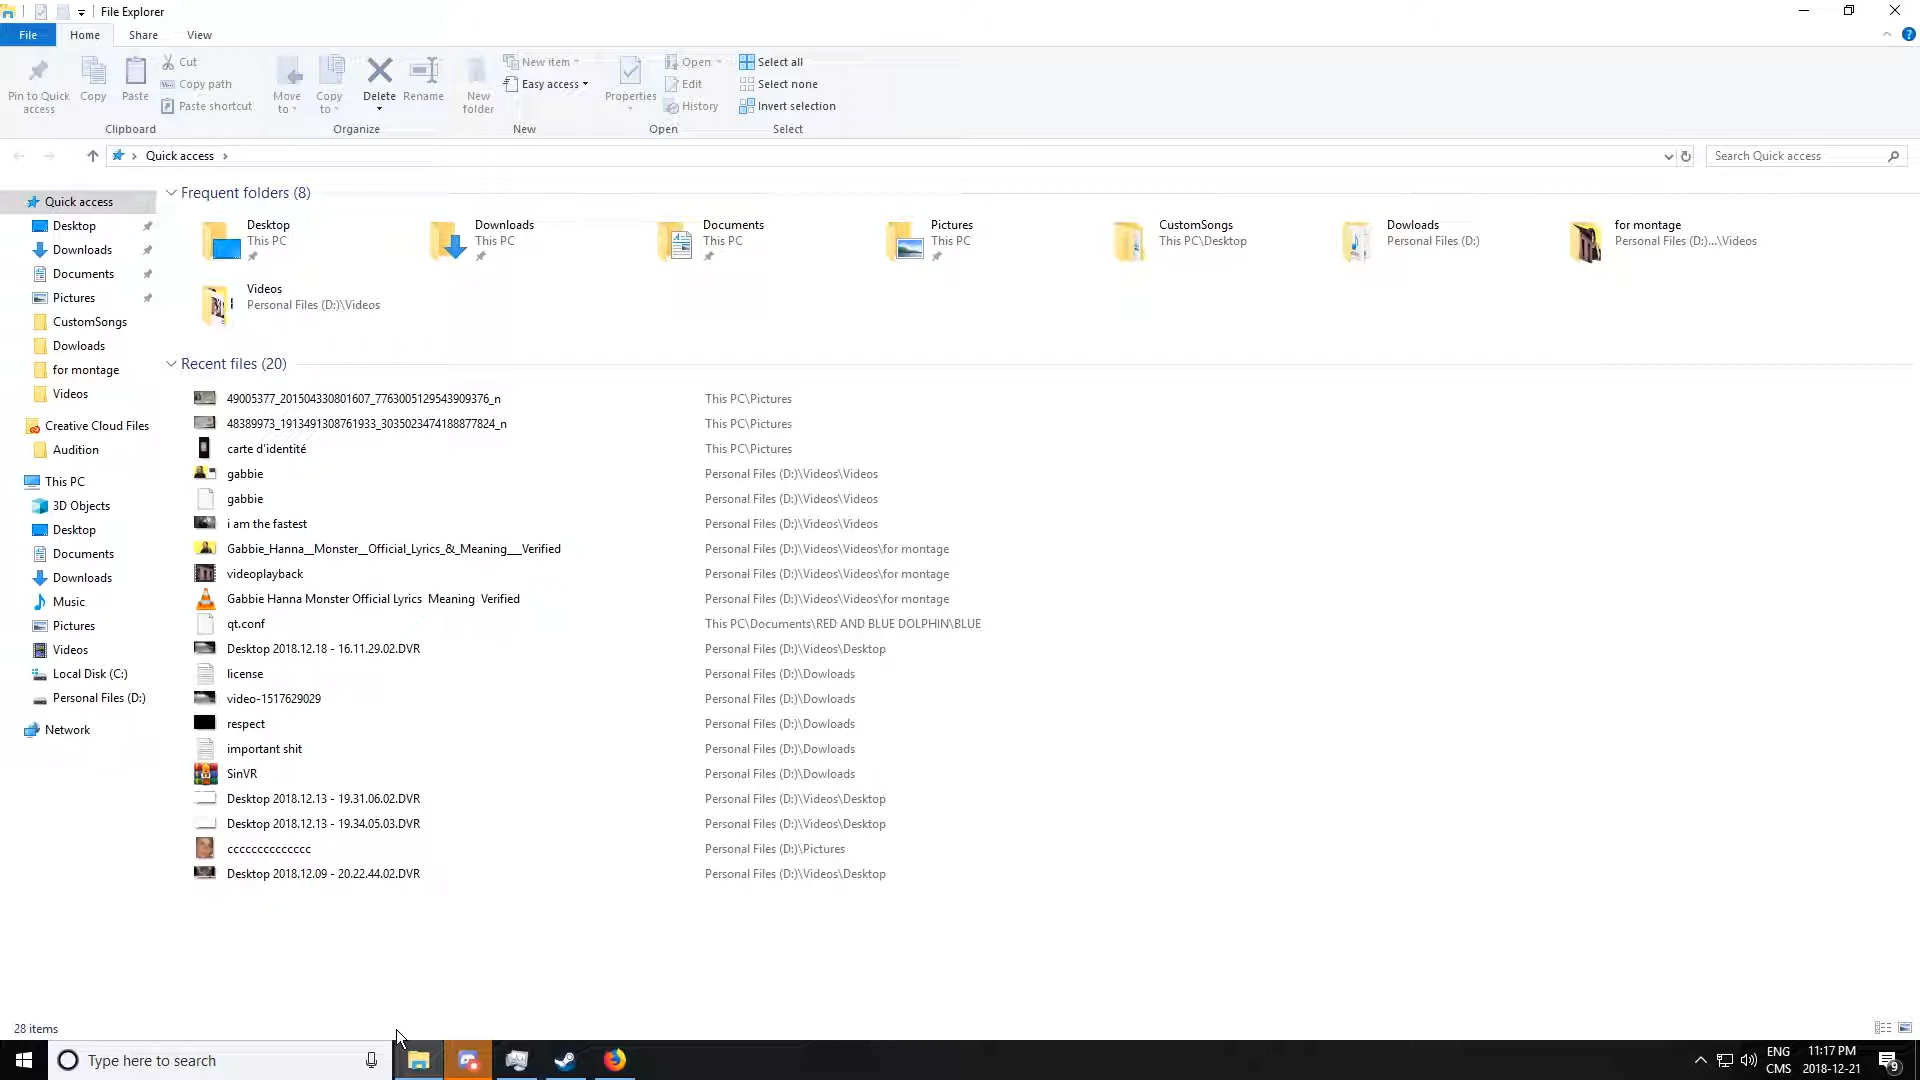 File Explorer
File Home Share View
Pin to Quick access
Copy
Paste
Cut
Copy path
Paste shortcut
Move to
Copy to
Delete
Rename
New folder
New item
Easy access
Properties
Open
Edit
History
Select all
Select none
Invert selection
Clipboard Organize New Open Select
Quick access
Search Quick access
Quick access
Desktop
Downloads
Documents
Pictures
CustomSongs
Dowloads
for montage
Videos
Creative Cloud Files
Audition
This PC
3D Objects
Desktop
Documents
Downloads
Music
Pictures
Videos
Local Disk (C:)
Personal Files (D:)
Network
Frequent folders (8)
Desktop
This PC
Downloads
This PC
Documents
This PC
Pictures
This PC
CustomSongs
This PC\Desktop
Dowloads
Personal Files (D:)
for montage
Personal Files (D:)...\Videos
Videos
Personal Files (D:)\Videos
Recent files (20)
49005377_201504330801607_7763005129543909376_n This PC\Pictures
48389973_1913491308761933_3035023474188877824_n This PC\Pictures
carte d'identité This PC\Pictures
gabbie Personal Files (D:)\Videos\Videos
gabbie Personal Files (D:)\Videos\Videos
i am the fastest Personal Files (D:)\Videos\Videos
Gabbie_Hanna__Monster__Official_Lyrics_&_Meaning___Verified Personal Files (D:)\Videos\Videos\for montage
videoplayback Personal Files (D:)\Videos\Videos\for montage
Gabbie Hanna Monster Official Lyrics  Meaning  Verified Personal Files (D:)\Videos\Videos\for montage
qt.conf This PC\Documents\RED AND BLUE DOLPHIN\BLUE
Desktop 2018.12.18 - 16.11.29.02.DVR Personal Files (D:)\Videos\Desktop
license Personal Files (D:)\Dowloads
video-1517629029 Personal Files (D:)\Dowloads
respect Personal Files (D:)\Dowloads
important shit Personal Files (D:)\Dowloads
SinVR Personal Files (D:)\Dowloads
Desktop 2018.12.13 - 19.31.06.02.DVR Personal Files (D:)\Videos\Desktop
Desktop 2018.12.13 - 19.34.05.03.DVR Personal Files (D:)\Videos\Desktop
cccccccccccccc Personal Files (D:)\Pictures
Desktop 2018.12.09 - 20.22.44.02.DVR Personal Files (D:)\Videos\Desktop
28 items
Type here to search
ENG
CMS
11:17 PM
2018-12-21
9